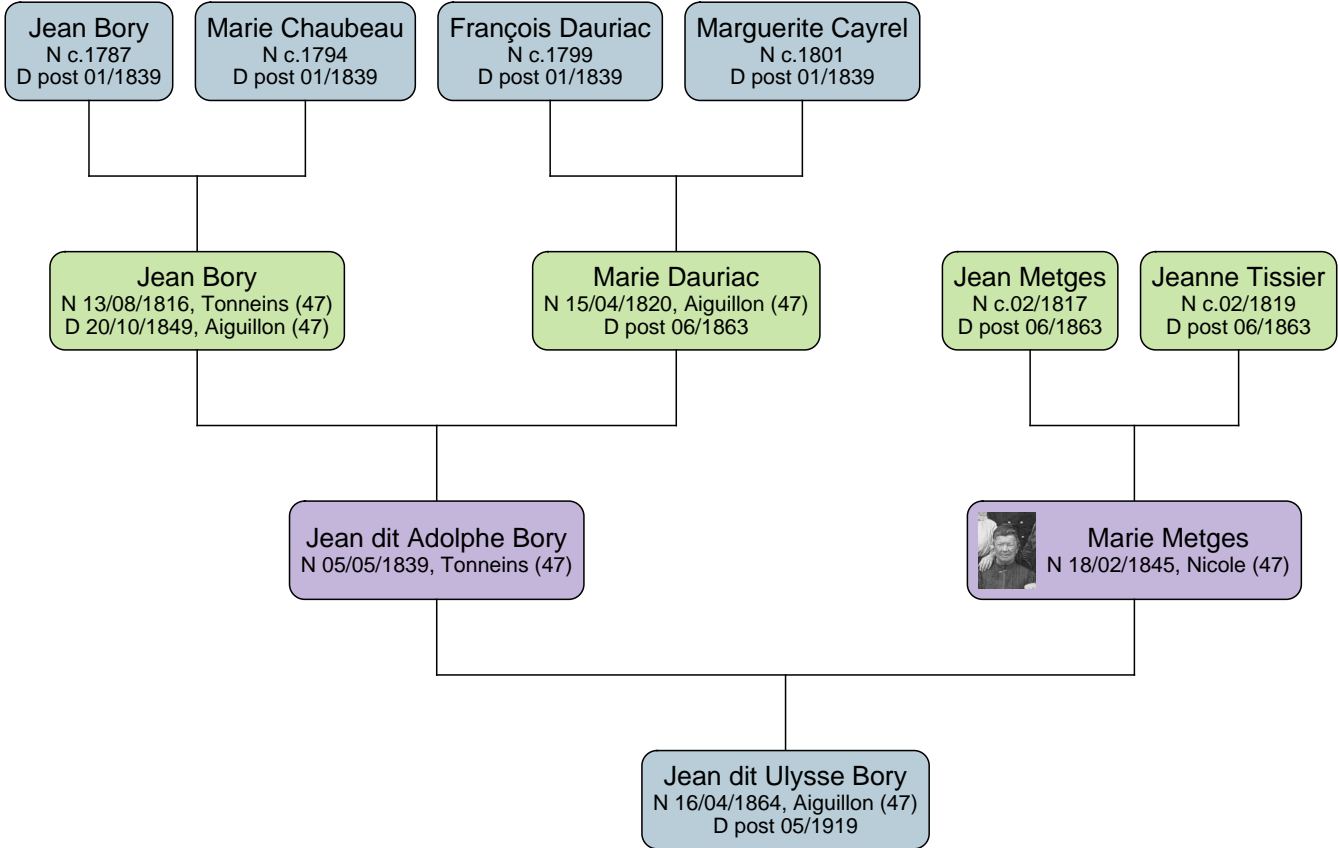 Jean Bory
N c.1787
D post 01/1839
Marie Chaubeau
N c.1794
D post 01/1839
François Dauriac
N c.1799
D post 01/1839
Marguerite Cayrel
N c.1801
D post 01/1839
Jean Bory
N 13/08/1816, Tonneins (47)
D 20/10/1849, Aiguillon (47)
Marie Dauriac
N 15/04/1820, Aiguillon (47)
D post 06/1863
Jean Metges
N c.02/1817
D post 06/1863
Jeanne Tissier
N c.02/1819
D post 06/1863
Jean dit Adolphe Bory
N 05/05/1839, Tonneins (47)
Marie Metges
N 18/02/1845, Nicole (47)
Jean dit Ulysse Bory
N 16/04/1864, Aiguillon (47)
D post 05/1919